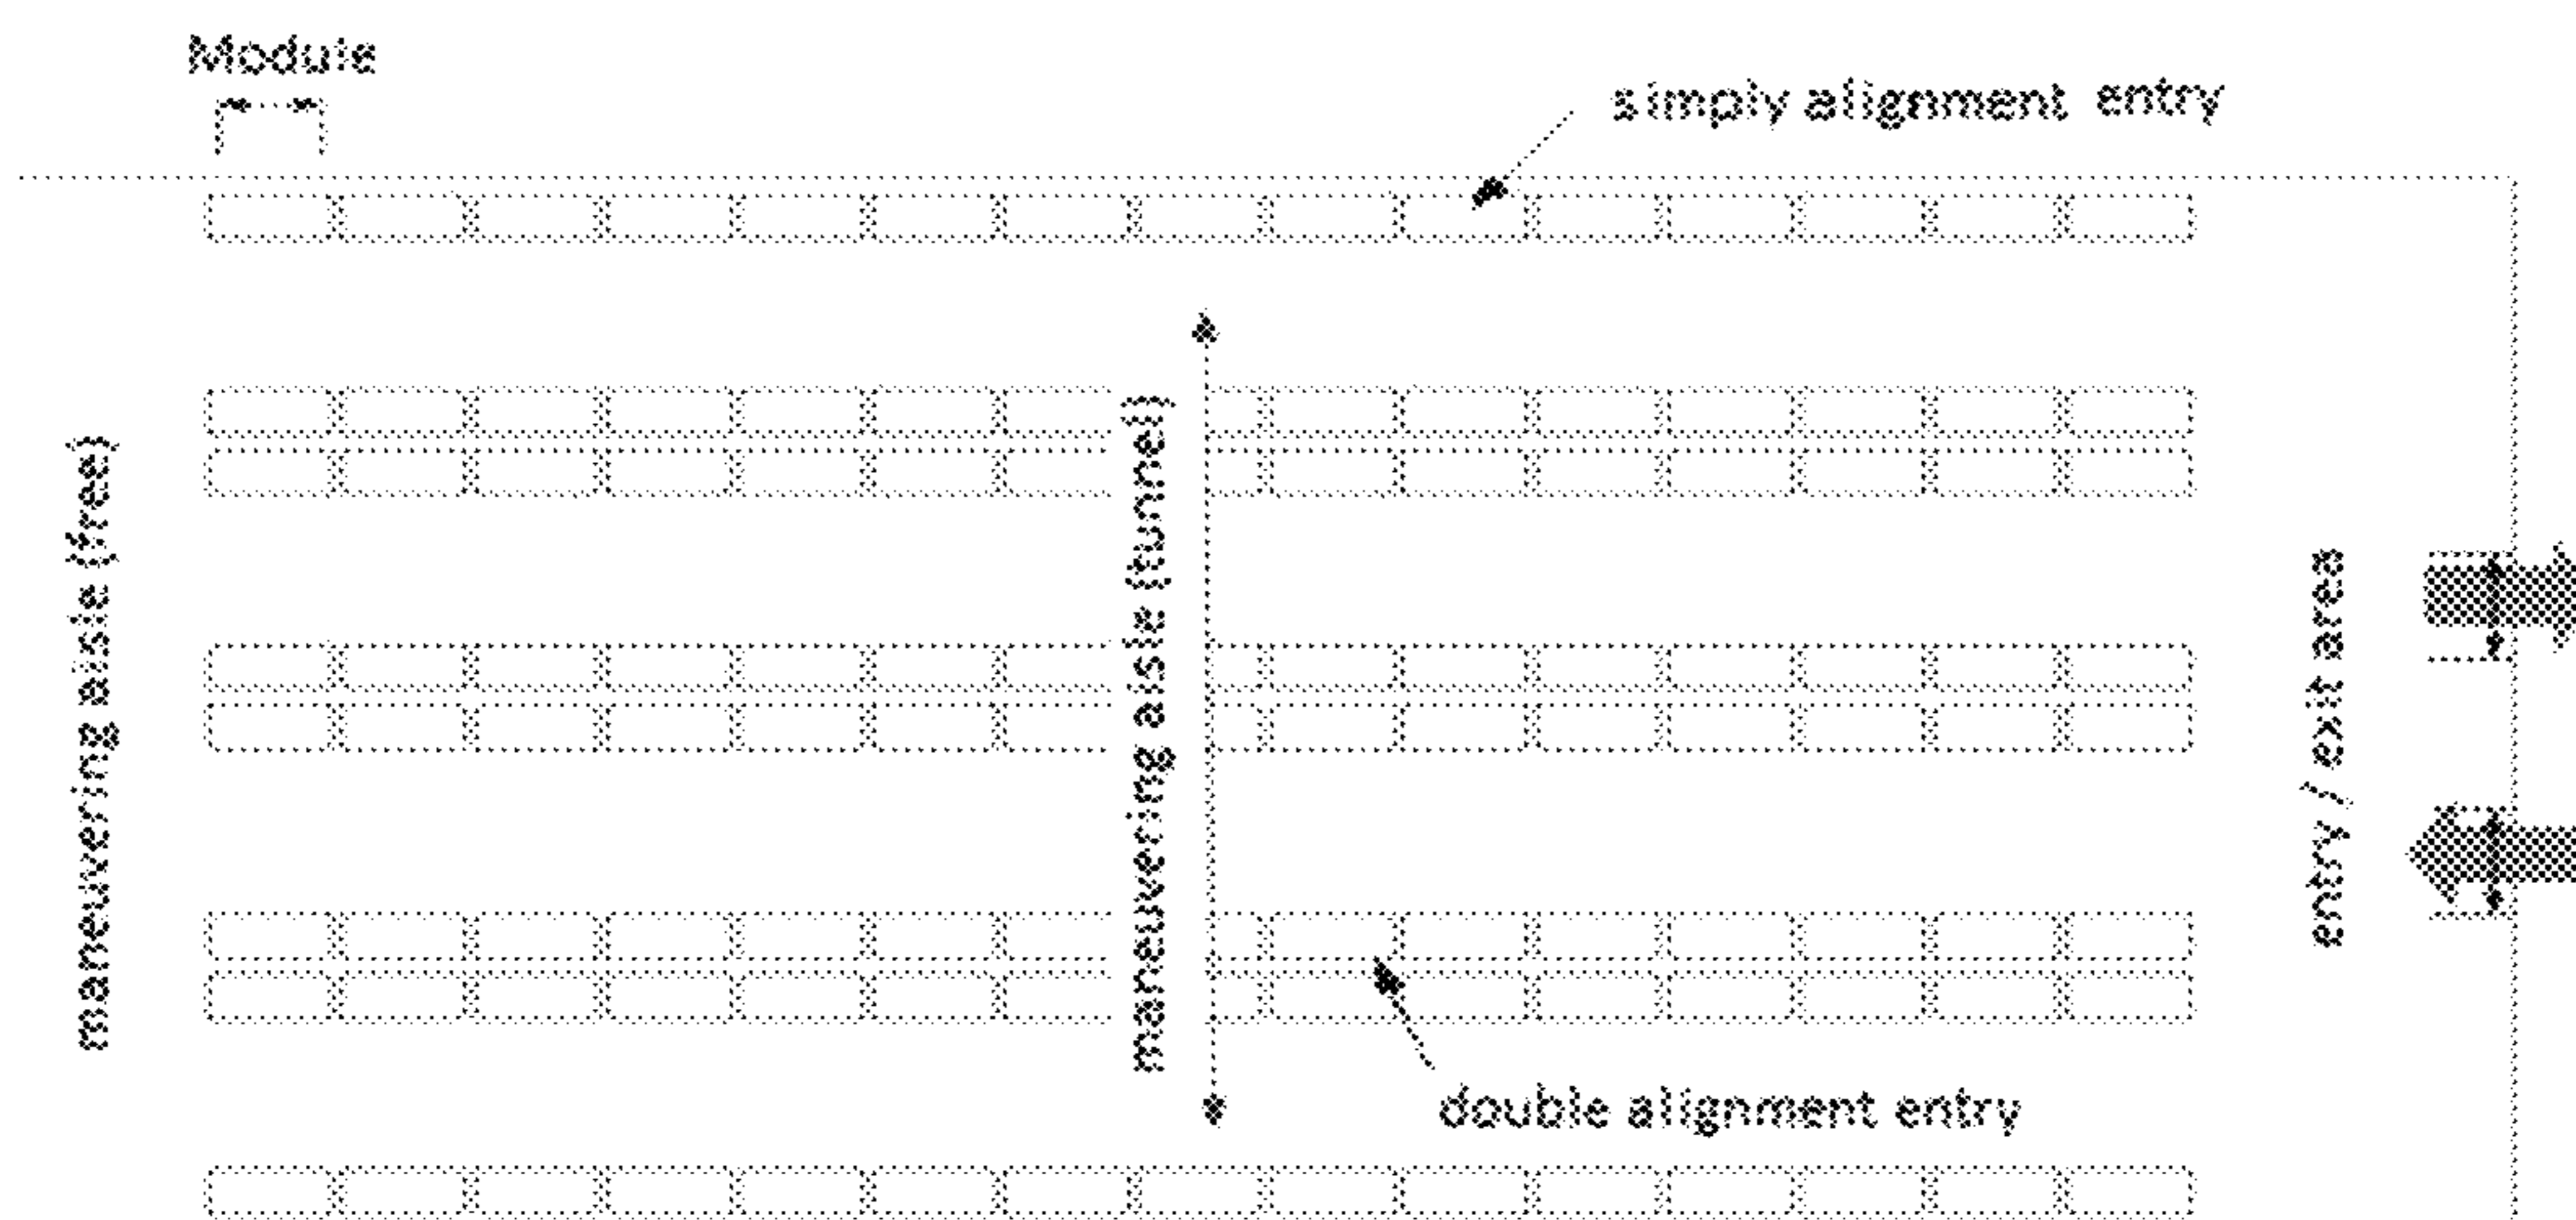 Module
simply alignment entry
maneuvering aisle (free)
maneuvering aisle (tunnel)
entry / exit area
double alignment entry